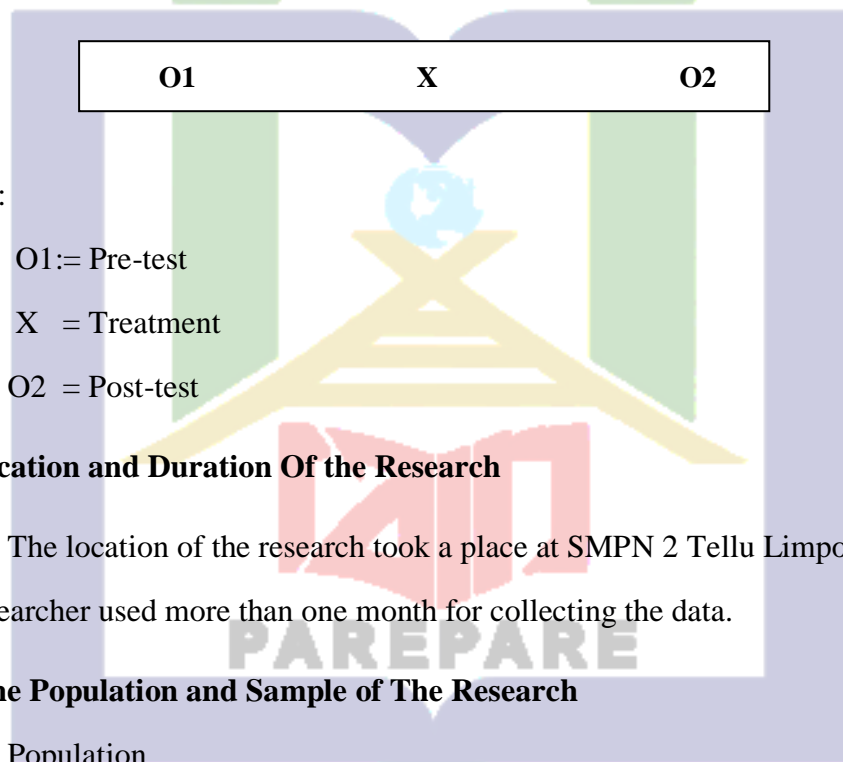 O1 X O2
:
O1:= Pre-test
X = Treatment
O2 = Post-test
cation and Duration Of the Research
The location of the research took a place at SMPN 2 Tellu Limpo
earcher used more than one month for collecting the data.
PAREPARE
ne Population and Sample of The Research
Population